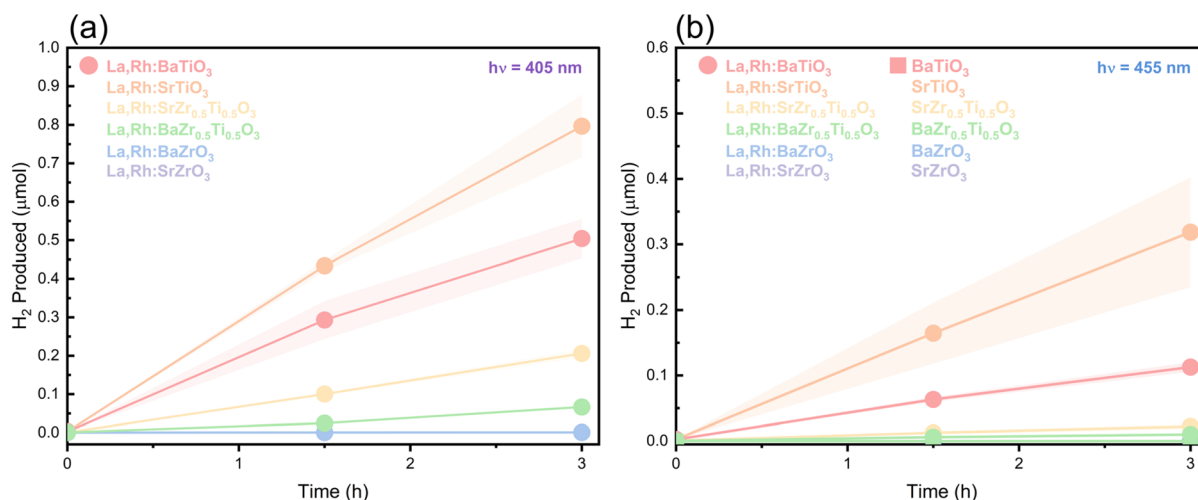 (a)
1.0
0.9
0.8
0.7
0.6
0.5
0.4
0.3
0.2
0.1
0.0
H₂ Produced (μmol)
La,Rh:BaTiO₃
La,Rh:SrTiO₃
La,Rh:SrZr₀.₅Ti₀.₅O₃
La,Rh:BaZr₀.₅Ti₀.₅O₃
La,Rh:BaZrO₃
La,Rh:SrZrO₃
hν = 405 nm
0 1 2 3
Time (h)
(b)
0.6
0.5
0.4
0.3
0.2
0.1
0.0
H₂ Produced (μmol)
La,Rh:BaTiO₃ BaTiO₃
La,Rh:SrTiO₃ SrTiO₃
La,Rh:SrZr₀.₅Ti₀.₅O₃ SrZr₀.₅Ti₀.₅O₃
La,Rh:BaZr₀.₅Ti₀.₅O₃ BaZr₀.₅Ti₀.₅O₃
La,Rh:BaZrO₃ BaZrO₃
La,Rh:SrZrO₃ SrZrO₃
hν = 455 nm
0 1 2 3
Time (h)